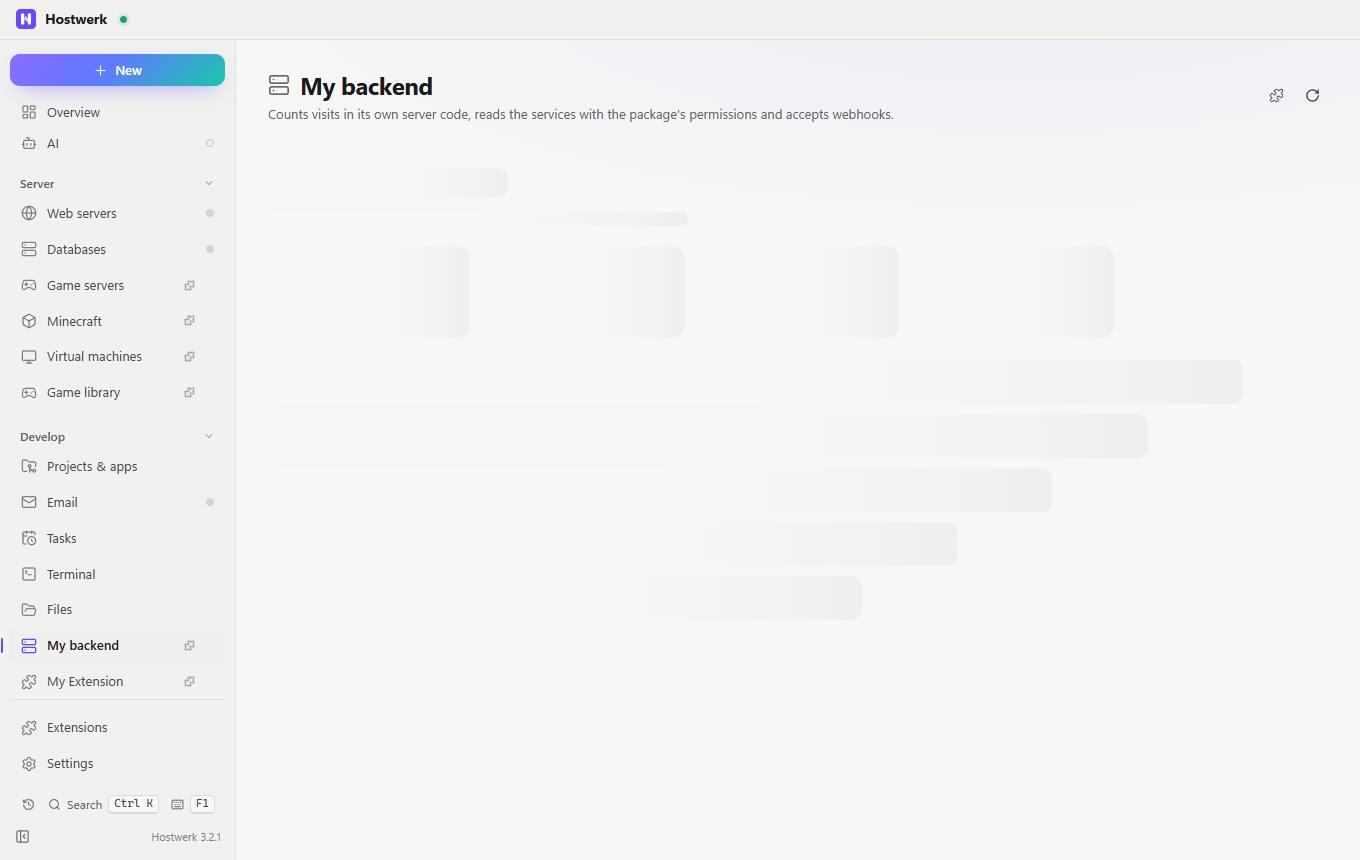 Hostwerk
New
Overview
AI
Server
Web servers
Databases
Game servers
Minecraft
Virtual machines
Game library
Develop
Projects & apps
Email
Tasks
Terminal
Files
My backend
My Extension
Extensions
Settings
Search Ctrl K F1
Hostwerk 3.2.1
My backend
Counts visits in its own server code, reads the services with the package's permissions and accepts webhooks.